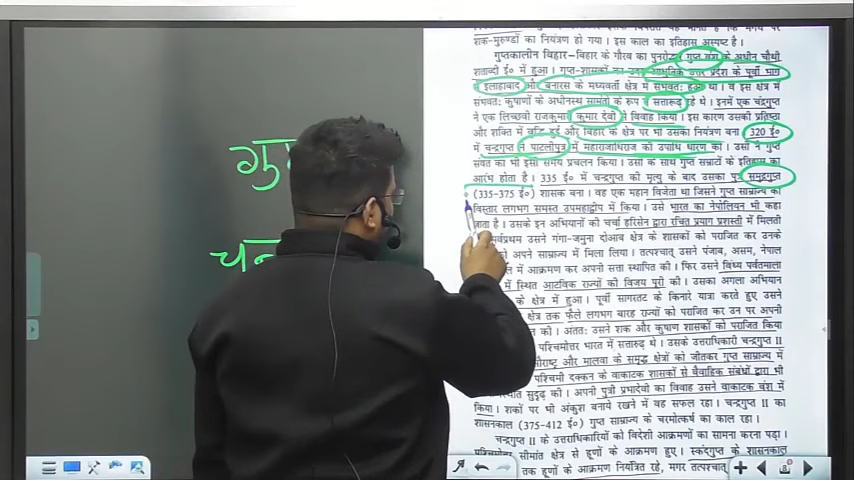 शक-मुरुण्डों का नियंत्रण हो गया । इस काल का इतिहास अस्पष्ट है ।
गुप्तकालीन बिहार–बिहार के गौरव का पुनरोद्धार गुप्त वंश के अधीन चौथी
शताब्दी ई० में हुआ । गुप्त-शासकों का उदय आधुनिक उत्तर प्रदेश के पूर्वी भाग
में इलाहाबाद और बनारस के मध्यवर्ती क्षेत्र में संभवतः हुआ था । वे इस क्षेत्र में
संभवतः कुषाणों के अधीनस्थ सामंतों के रूप में सत्तारूढ़ रहे थे । इनमें एक चंद्रगुप्त
ने एक लिच्छवी राजकुमारी कुमार देवी से विवाह किया । इस कारण उसकी प्रतिष्ठा
और शक्ति में वृद्धि हुई और बिहार के क्षेत्र पर भी उसका नियंत्रण बना । 320 ई०
में चन्द्रगुप्त ने पाटलीपुत्र में महाराजाधिराज की उपाधि धारण की । उसी ने गुप्त
संवत का भी इसी समय प्रचलन किया । उसी के साथ गुप्त सम्राटों के इतिहास का
आरंभ होता है । 335 ई० में चन्द्रगुप्त की मृत्यु के बाद उसका पुत्र समुद्रगुप्त
(335-375 ई०) शासक बना । वह एक महान विजेता था जिसने गुप्त साम्राज्य का
विस्तार लगभग समस्त उपमहाद्वीप में किया । उसे भारत का नेपोलियन भी कहा
जाता है । उसके इन अभियानों की चर्चा हरिसेन द्वारा रचित प्रयाग प्रशस्ती में मिलती
सर्वप्रथम उसने गंगा-जमुना दोआब क्षेत्र के शासकों को पराजित कर उनके
को अपने साम्राज्य में मिला लिया । तत्पश्चात् उसने पंजाब, असम, नेपाल
में आक्रमण कर अपनी सत्ता स्थापित की । फिर उसने विंध्य पर्वतमाला
में स्थित आटविक राज्यों की विजय पूरी की । उसका अगला अभियान
के क्षेत्र में हुआ । पूर्वी सागरतट के किनारे यात्रा करते हुए उसने
क्षेत्र तक फैले लगभग बारह राज्यों को पराजित कर उन पर अपनी
की । अंततः उसने शक और कुषाण शासकों को पराजित किया
पश्चिमोत्तर भारत में सत्तारूढ़ थे । उसके उत्तराधिकारी चन्द्रगुप्त II
सौराष्ट्र और मालवा के समृद्ध क्षेत्रों को जीतकर गुप्त साम्राज्य में
पश्चिमी दक्कन के वाकाटक शासकों से वैवाहिक संबंधों द्वारा भी
सुदृढ़ की । अपनी पुत्री प्रभादेवी का विवाह उसने वाकाटक वंश में
किया । शकों पर भी अंकुश बनाये रखने में वह सफल रहा । चन्द्रगुप्त II का
शासनकाल (375-412 ई०) गुप्त साम्राज्य के चरमोत्कर्ष का काल रहा ।
चन्द्रगुप्त II के उत्तराधिकारियों को विदेशी आक्रमणों का सामना करना पड़ा ।
पश्चिमोत्तर सीमांत क्षेत्र से हूणों के आक्रमण हुए । स्कंदगुप्त के शासनकाल
तक हूणों के आक्रमण नियंत्रित रहे, मगर तत्पश्चात्